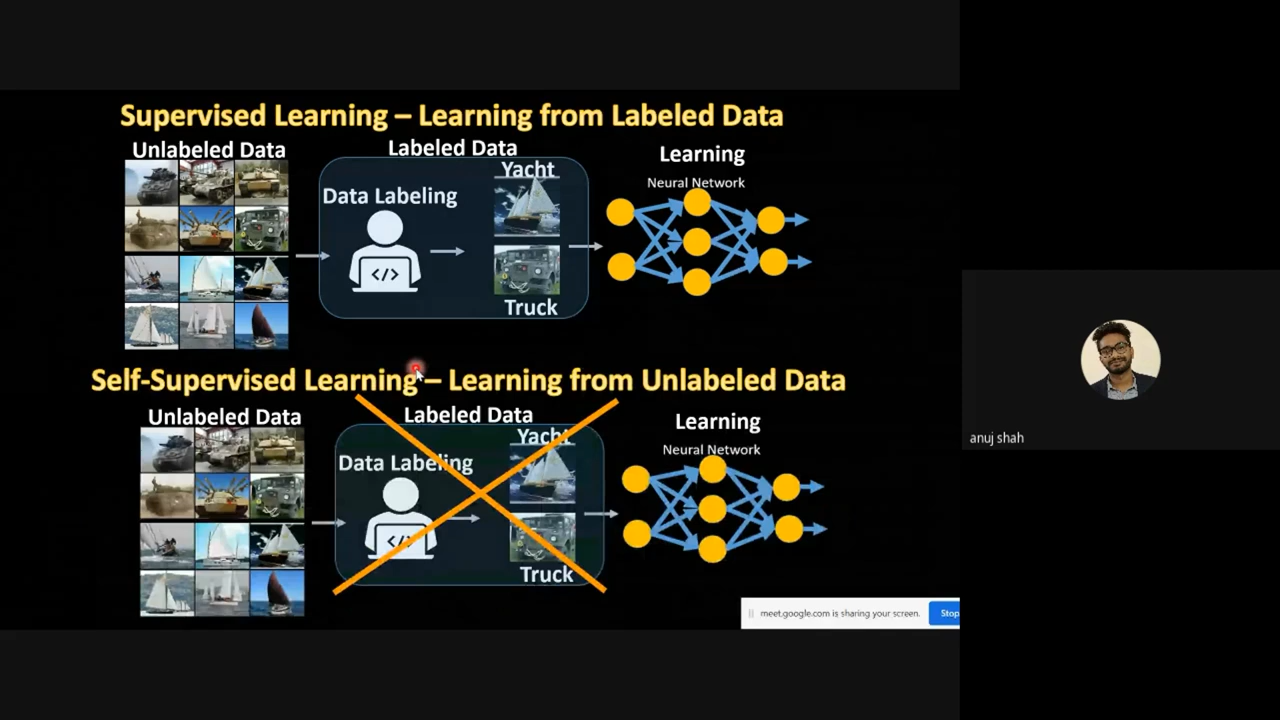 Supervised Learning – Learning from Labeled Data
Unlabeled Data
Labeled Data
Learning
Yacht
Neural Network
Data Labeling
</>
Truck
Self-Supervised Learning – Learning from Unlabeled Data
Unlabeled Data
Labeled Data
Learning
Yacht
Neural Network
Data Labeling
</>
Truck
anuj shah
meet.google.com is sharing your screen.
Stop